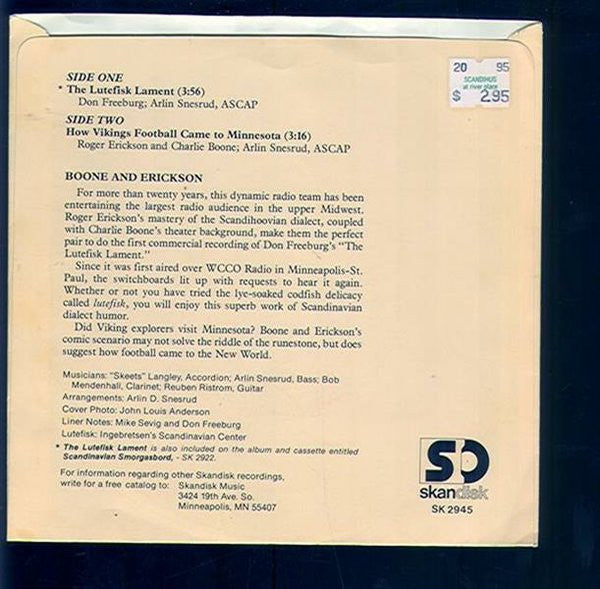 20 95
SCANDIHUS
at river place
$ 2.95
SIDE ONE
* The Lutefisk Lament (3:56)
Don Freeburg; Arlin Snesrud, ASCAP
SIDE TWO
How Vikings Football Came to Minnesota (3:16)
Roger Erickson and Charlie Boone; Arlin Snesrud, ASCAP
BOONE AND ERICKSON
For more than twenty years, this dynamic radio team has been
entertaining the largest radio audience in the upper Midwest.
Roger Erickson's mastery of the Scandihoovian dialect, coupled
with Charlie Boone's theater background, make them the perfect
pair to do the first commercial recording of Don Freeburg's "The
Lutefisk Lament."
Since it was first aired over WCCO Radio in Minneapolis-St.
Paul, the switchboards lit up with requests to hear it again.
Whether or not you have tried the lye-soaked codfish delicacy
called lutefisk, you will enjoy this superb work of Scandinavian
dialect humor.
Did Viking explorers visit Minnesota? Boone and Erickson's
comic scenario may not solve the riddle of the runestone, but does
suggest how football came to the New World.
Musicians: "Skeets" Langley, Accordion; Arlin Snesrud, Bass; Bob
Mendenhall, Clarinet; Reuben Ristrom, Guitar
Arrangements: Arlin D. Snesrud
Cover Photo: John Louis Anderson
Liner Notes: Mike Sevig and Don Freeburg
Lutefisk: Ingebretsen's Scandinavian Center
* The Lutefisk Lament is also included on the album and cassette entitled
Scandinavian Smorgasbord, - SK 2922.
For information regarding other Skandisk recordings,
write for a free catalog to: Skandisk Music
3424 19th Ave. So.
Minneapolis, MN 55407
SD
skandisk
SK 2945